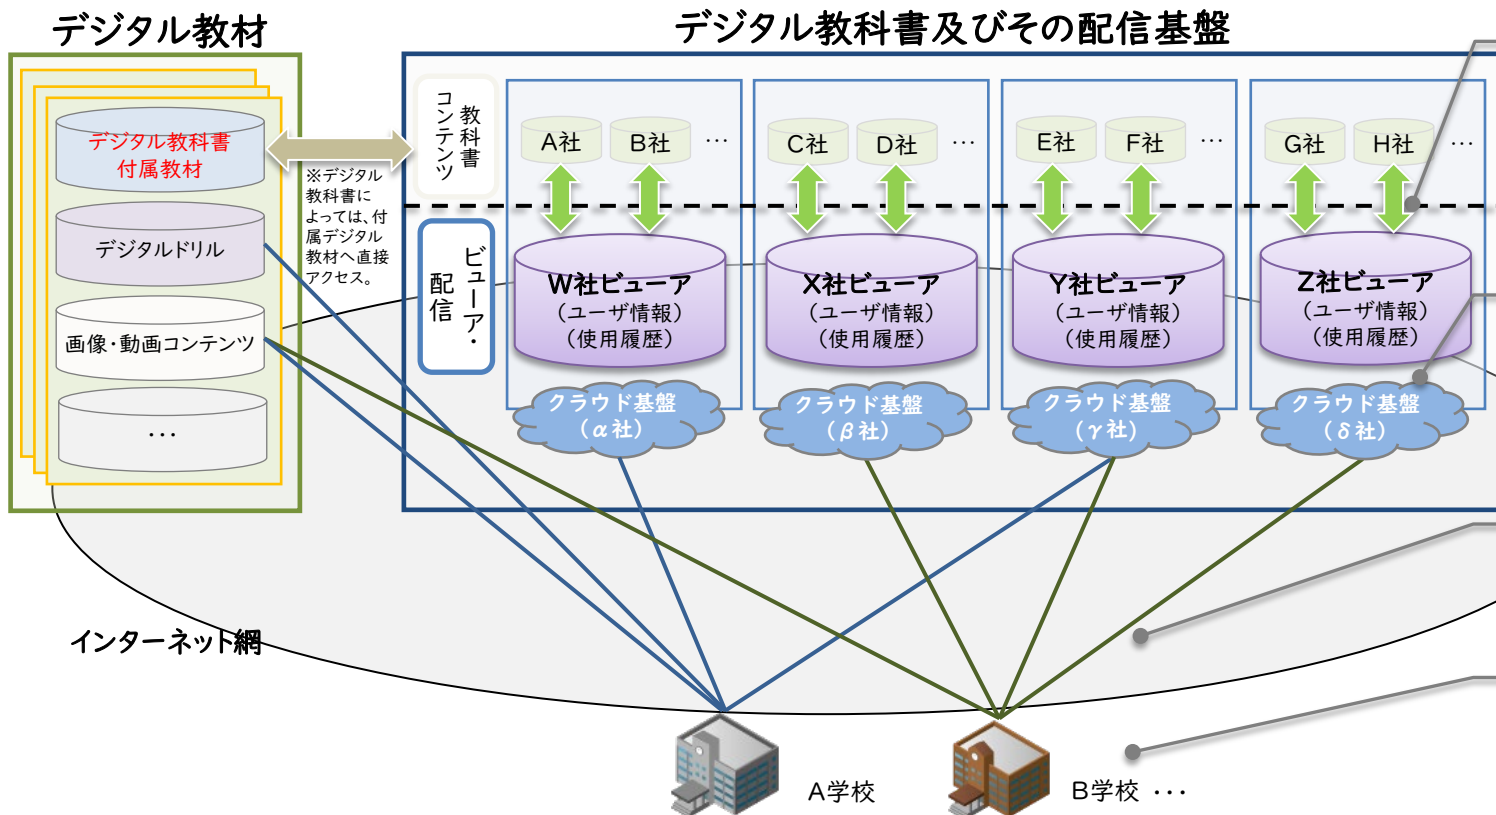 デジタル教材
デジタル教科書
付属教材
デジタルドリル
画像・動画コンテンツ
…
※デジタル
教科書に
よっては、付
属デジタル
教材へ直接
アクセス。
デジタル教科書及びその配信基盤
教科書
コンテンツ
A社
B社
…
C社
D社
…
E社
F社
…
G社
H社
…
ビューア・
配信
W社ビューア
（ユーザ情報）
（使用履歴）
X社ビューア
（ユーザ情報）
（使用履歴）
Y社ビューア
（ユーザ情報）
（使用履歴）
Z社ビューア
（ユーザ情報）
（使用履歴）
クラウド基盤
（α社）
クラウド基盤
（β社）
クラウド基盤
（γ社）
クラウド基盤
（δ社）
インターネット網
A学校
B学校 …